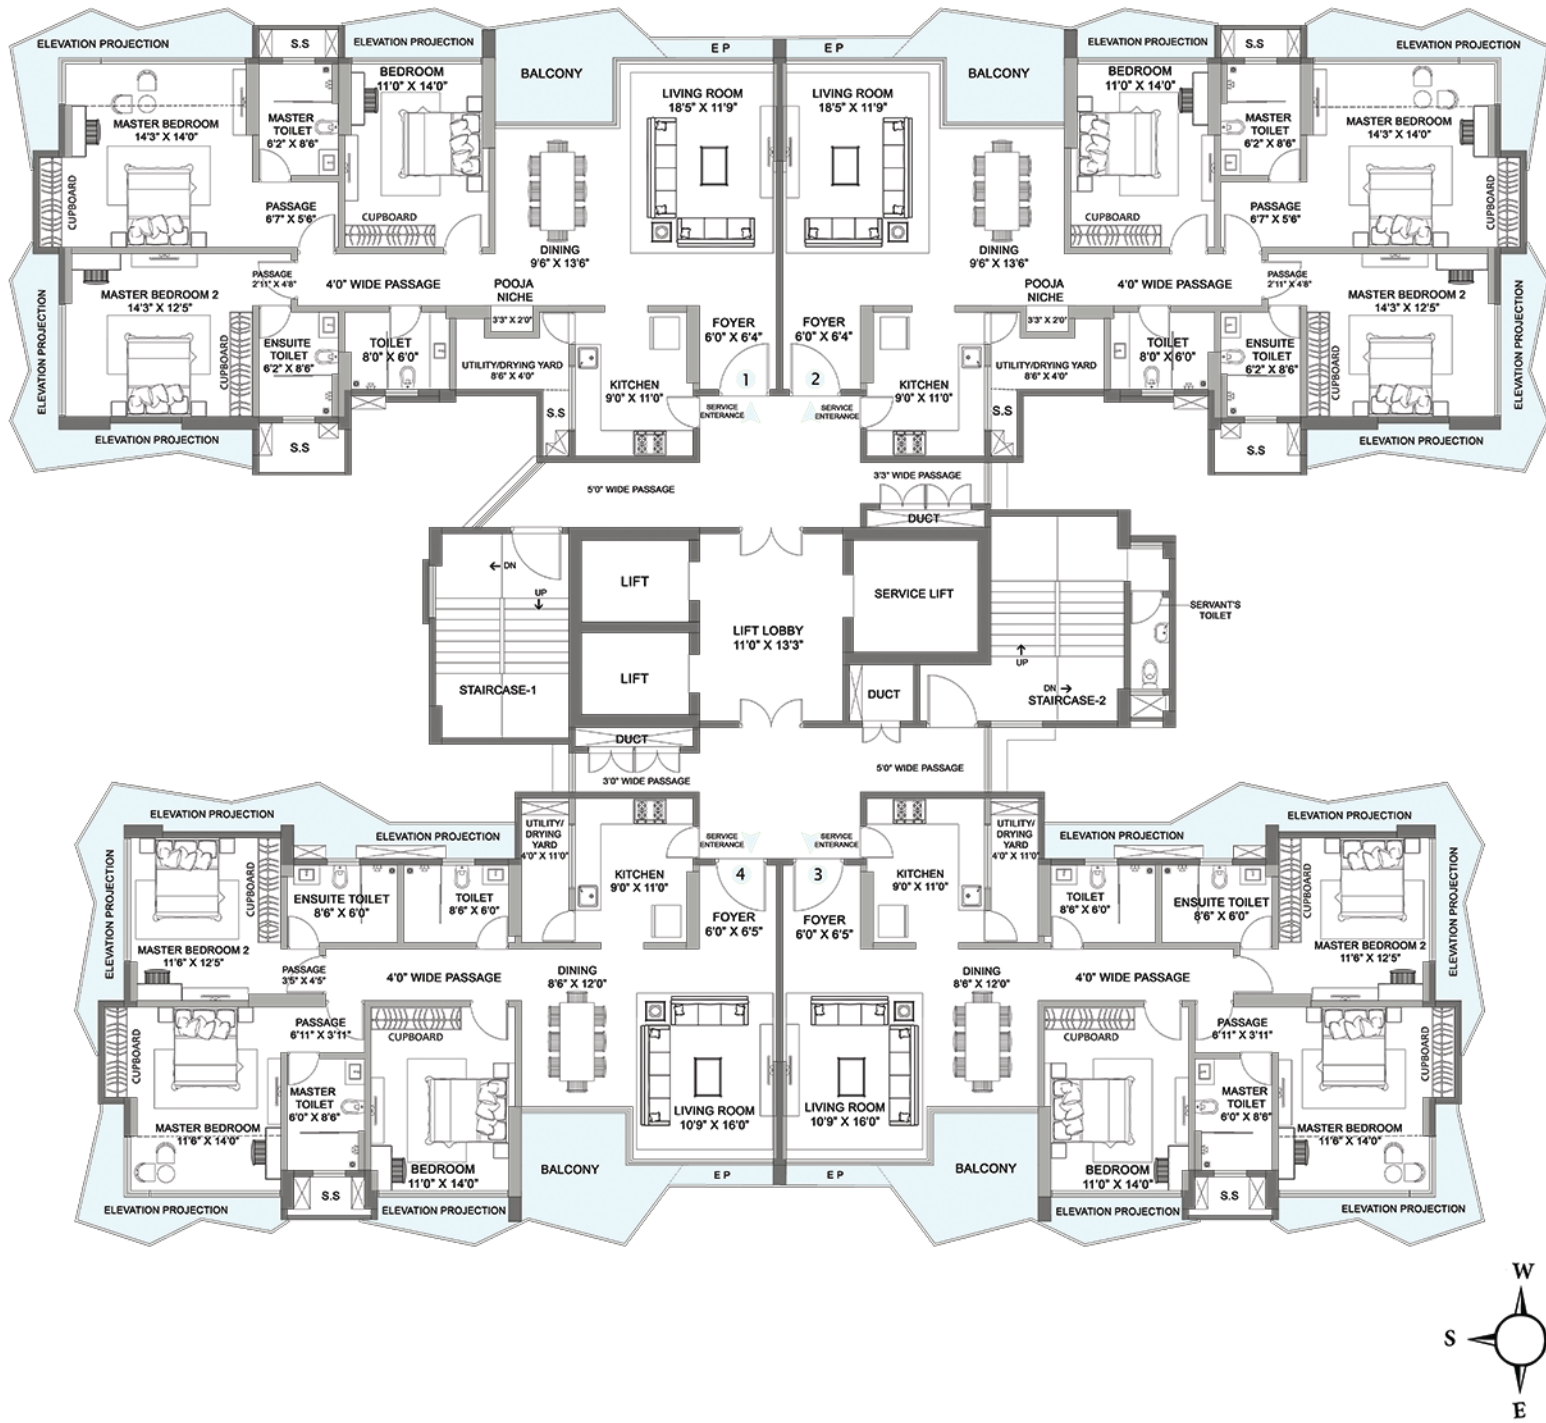 ELEVATION PROJECTION
S.S
ELEVATION PROJECTION
BALCONY
E P
E P
BALCONY
ELEVATION PROJECTION
S.S
ELEVATION PROJECTION
MASTER BEDROOM
14'3" X 14'0"
MASTER
TOILET
6'2" X 8'6"
BEDROOM
11'0" X 14'0"
LIVING ROOM
18'5" X 11'9"
LIVING ROOM
18'5" X 11'9"
BEDROOM
11'0" X 14'0"
MASTER
TOILET
6'2" X 8'6"
MASTER BEDROOM
14'3" X 14'0"
CUPBOARD
PASSAGE
6'7" X 5'6"
CUPBOARD
DINING
9'6" X 13'6"
DINING
9'6" X 13'6"
CUPBOARD
PASSAGE
6'7" X 5'6"
CUPBOARD
ELEVATION PROJECTION
MASTER BEDROOM 2
14'3" X 12'5"
PASSAGE
2'11" X 4'8"
4'0" WIDE PASSAGE
POOJA
NICHE
3'3" X 2'0"
POOJA
NICHE
3'3" X 2'0"
4'0" WIDE PASSAGE
PASSAGE
2'11" X 4'8"
MASTER BEDROOM 2
14'3" X 12'5"
ELEVATION PROJECTION
CUPBOARD
ENSUITE
TOILET
6'2" X 8'6"
TOILET
8'0" X 6'0"
UTILITY/DRYING YARD
8'6" X 4'0"
FOYER
6'0" X 6'4"
FOYER
6'0" X 6'4"
UTILITY/DRYING YARD
8'6" X 4'0"
TOILET
8'0" X 6'0"
ENSUITE
TOILET
6'2" X 8'6"
CUPBOARD
KITCHEN
9'0" X 11'0"
1
2
KITCHEN
9'0" X 11'0"
S.S
SERVICE
ENTERANCE
SERVICE
ENTERANCE
S.S
ELEVATION PROJECTION
S.S
S.S
ELEVATION PROJECTION
5'0" WIDE PASSAGE
3'3" WIDE PASSAGE
DUCT
DN
UP
LIFT
SERVICE LIFT
SERVANT'S
TOILET
LIFT LOBBY
11'0" X 13'3"
STAIRCASE-1
LIFT
DUCT
UP
DN
STAIRCASE-2
DUCT
3'0" WIDE PASSAGE
5'0" WIDE PASSAGE
ELEVATION PROJECTION
ELEVATION PROJECTION
UTILITY/
DRYING
YARD
4'0" X 11'0"
SERVICE
ENTERANCE
SERVICE
ENTERANCE
UTILITY/
DRYING
YARD
4'0" X 11'0"
ELEVATION PROJECTION
ELEVATION PROJECTION
ELEVATION PROJECTION
CUPBOARD
ENSUITE TOILET
8'6" X 6'0"
TOILET
8'6" X 6'0"
KITCHEN
9'0" X 11'0"
4
3
KITCHEN
9'0" X 11'0"
TOILET
8'6" X 6'0"
ENSUITE TOILET
8'6" X 6'0"
CUPBOARD
ELEVATION PROJECTION
FOYER
6'0" X 6'5"
FOYER
6'0" X 6'5"
MASTER BEDROOM 2
11'6" X 12'5"
PASSAGE
3'5" X 4'5"
4'0" WIDE PASSAGE
DINING
8'6" X 12'0"
DINING
8'6" X 12'0"
4'0" WIDE PASSAGE
MASTER BEDROOM 2
11'6" X 12'5"
CUPBOARD
PASSAGE
6'11" X 3'11"
CUPBOARD
CUPBOARD
PASSAGE
6'11" X 3'11"
CUPBOARD
MASTER BEDROOM
11'6" X 14'0"
MASTER
TOILET
6'0" X 8'6"
LIVING ROOM
10'9" X 16'0"
LIVING ROOM
10'9" X 16'0"
MASTER
TOILET
6'0" X 8'6"
MASTER BEDROOM
11'6" X 14'0"
BEDROOM
11'0" X 14'0"
BALCONY
E P
E P
BALCONY
BEDROOM
11'0" X 14'0"
ELEVATION PROJECTION
S.S
ELEVATION PROJECTION
ELEVATION PROJECTION
S.S
ELEVATION PROJECTION
W
S
E